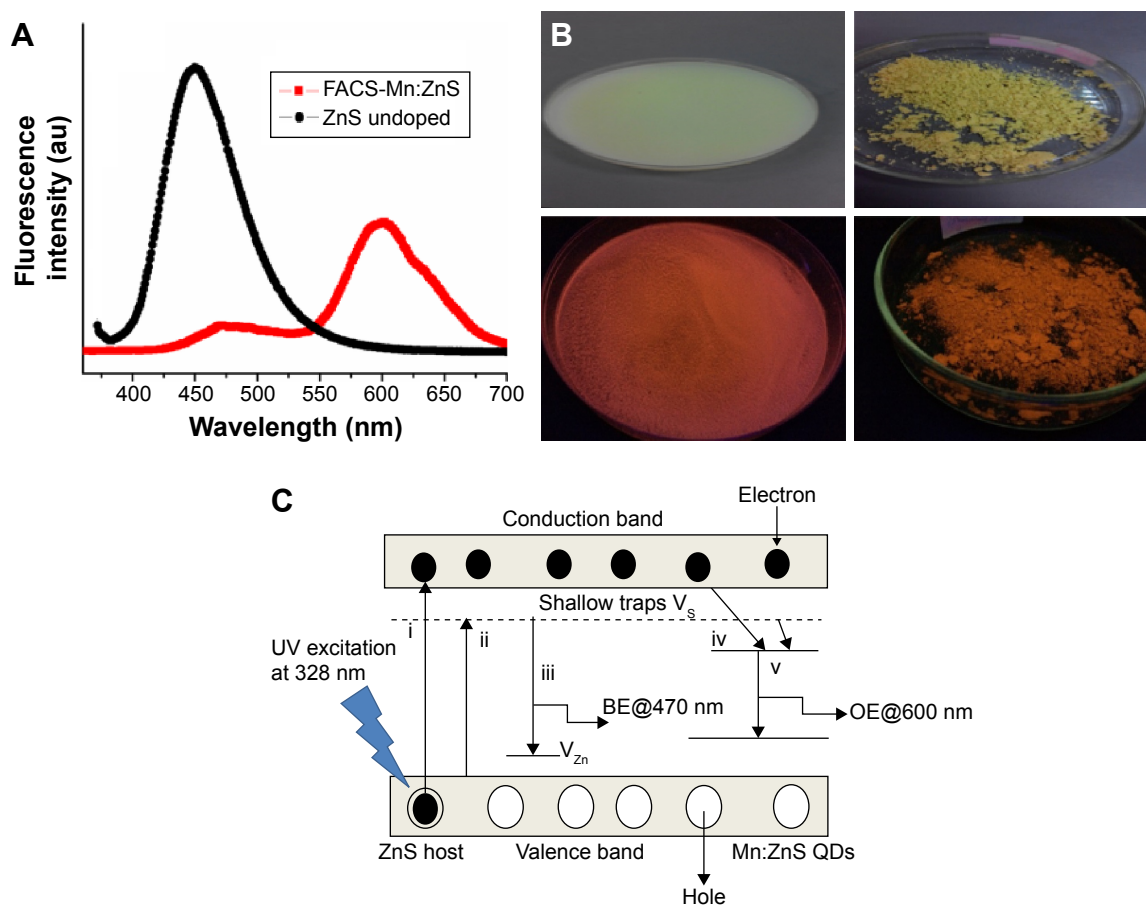 A
Fluorescence
intensity (au)
FACS-Mn:ZnS
ZnS undoped
400
450
500
550
600
650
700
Wavelength (nm)
B
C
Electron
Conduction band
Shallow traps V_S
i
ii
iii
iv
v
UV excitation
at 328 nm
BE@470 nm
OE@600 nm
V_Zn
ZnS host
Valence band
Mn:ZnS QDs
Hole